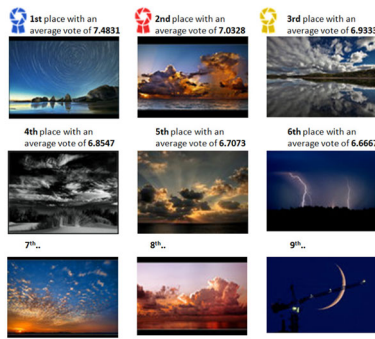 1st place with an
average vote of 7.4831
2nd place with an
average vote of 7.0328
3rd place with an
average vote of 6.9333
4th place with an
average vote of 6.8547
5th place with an
average vote of 6.7073
6th place with an
average vote of 6.6667
7th..
8th..
9th..